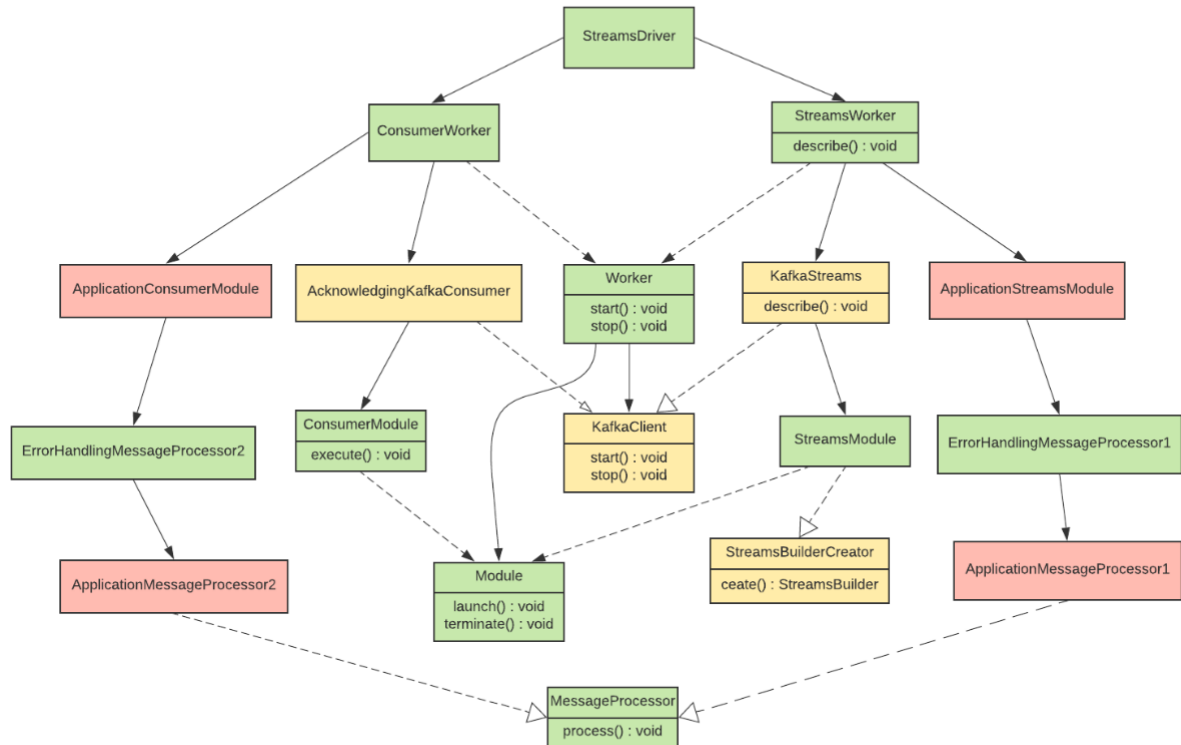 StreamsDriver
ConsumerWorker
StreamsWorker
describe() : void
ApplicationConsumerModule
AcknowledgingKafkaConsumer
Worker
start() : void
stop() : void
KafkaStreams
describe() : void
ApplicationStreamsModule
ErrorHandlingMessageProcessor2
ConsumerModule
execute() : void
KafkaClient
start() : void
stop() : void
StreamsModule
ErrorHandlingMessageProcessor1
ApplicationMessageProcessor2
Module
launch() : void
terminate() : void
StreamsBuilderCreator
ceate() : StreamsBuilder
ApplicationMessageProcessor1
MessageProcessor
process() : void